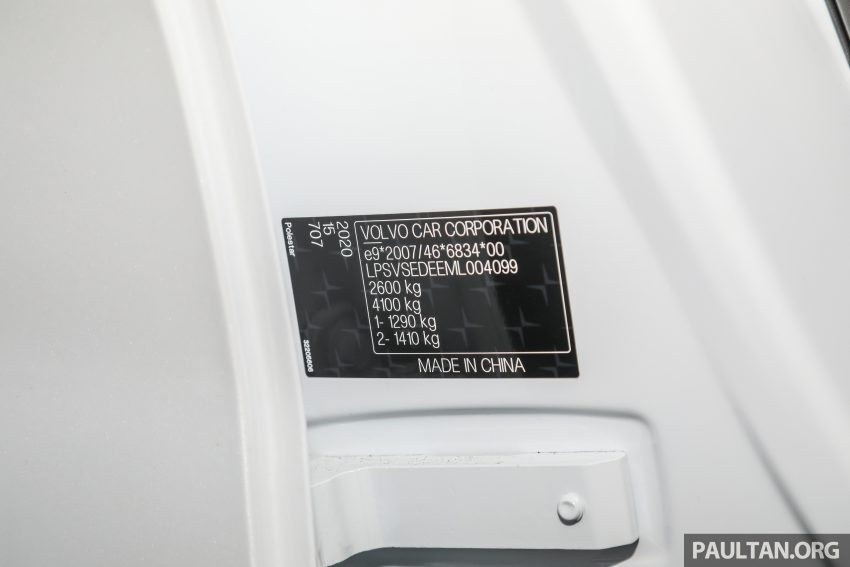 VOLVO CAR CORPORATION
e9*2007/46*6834*00
LPSVSEDEEML004099
2600 kg
4100 kg
1- 1290 kg
2- 1410 kg
MADE IN CHINA
2020
15
707
Polestar
32206806
PAULTAN.ORG